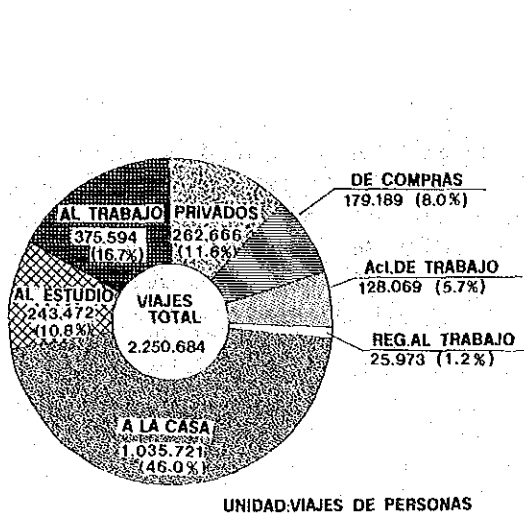 DE COMPRAS
179.189 (8.0%)
AL TRABAJO
375.594
(16.7%)
PRIVADOS
262.666
(11.6%)
Act.DE TRABAJO
128.069 (5.7%)
AL ESTUDIO
243.472
(10.8%)
VIAJES
TOTAL
2.250.684
REG.AL TRABAJO
25.973 (1.2%)
A LA CASA
1.035.721
(46.0%)
UNIDAD:VIAJES DE PERSONAS